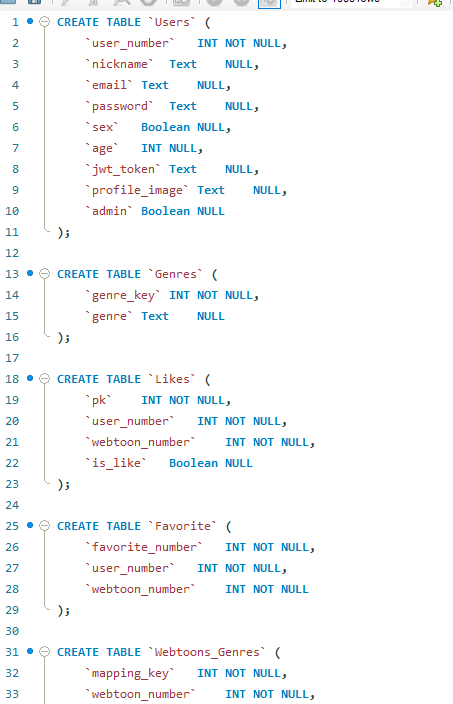 1 CREATE TABLE `Users` (
2 `user_number` INT NOT NULL,
3 `nickname` Text NULL,
4 `email` Text NULL,
5 `password` Text NULL,
6 `sex` Boolean NULL,
7 `age` INT NULL,
8 `jwt_token` Text NULL,
9 `profile_image` Text NULL,
10 `admin` Boolean NULL
11 );
12
13 CREATE TABLE `Genres` (
14 `genre_key` INT NOT NULL,
15 `genre` Text NULL
16 );
17
18 CREATE TABLE `Likes` (
19 `pk` INT NOT NULL,
20 `user_number` INT NOT NULL,
21 `webtoon_number` INT NOT NULL,
22 `is_like` Boolean NULL
23 );
24
25 CREATE TABLE `Favorite` (
26 `favorite_number` INT NOT NULL,
27 `user_number` INT NOT NULL,
28 `webtoon_number` INT NOT NULL
29 );
30
31 CREATE TABLE `Webtoons_Genres` (
32 `mapping_key` INT NOT NULL,
33 `webtoon_number` INT NOT NULL,